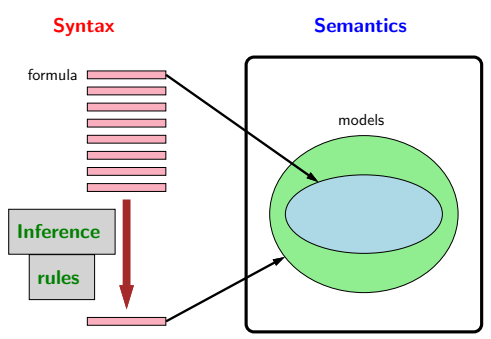 Syntax
Semantics
formula
models
Inference
rules